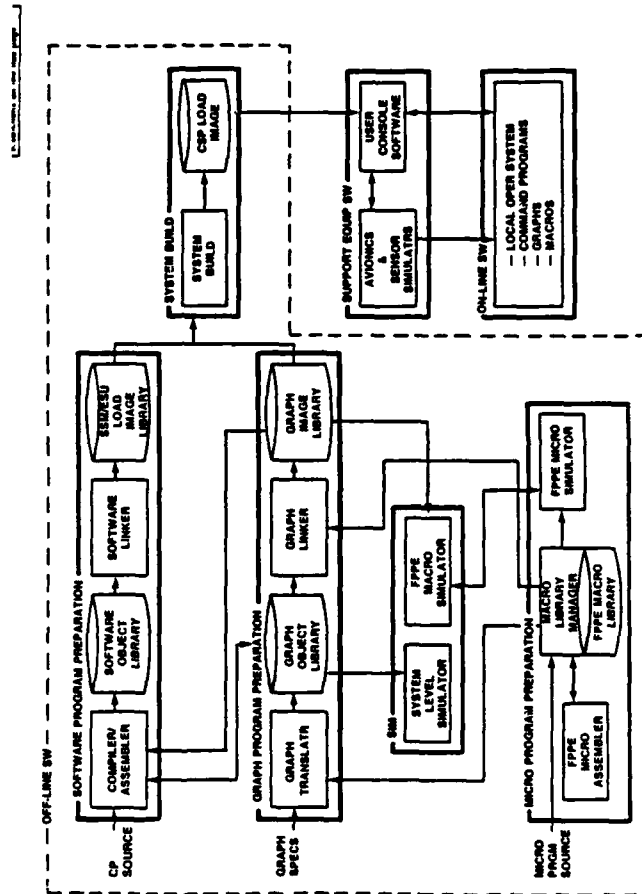 OFF-LINE SW
SOFTWARE PROGRAM PREPARATION
CP
SOURCE
COMPILER/
ASSEMBLER
SOFTWARE
OBJECT
LIBRARY
SOFTWARE
LINKER
SSM/ESU
LOAD
IMAGE
LIBRARY
GRAPH PROGRAM PREPARATION
GRAPH
SPECS
GRAPH
TRANSLATR
GRAPH
OBJECT
LIBRARY
GRAPH
LINKER
GRAPH
IMAGE
LIBRARY
SYSTEM BUILD
SYSTEM
BUILD
CSP LOAD
IMAGE
SIM
SYSTEM
LEVEL
SIMULATOR
FPPE
MACRO
SIMULATOR
SUPPORT EQUIP SW
AVIONICS
&
SENSOR
SIMULATRS
USER
CONSOLE
SOFTWARE
ON-LINE SW
— LOCAL OPER SYSTEM
— COMMAND PROGRAMS
— GRAPHS
— MACROS
MICRO PROGRAM PREPARATION
MICRO
PRGM
SOURCE
FPPE
MICRO
ASSEMBLER
MACRO
LIBRARY
MANAGER
FPPE MACRO
LIBRARY
FPPE MICRO
SIMULATOR